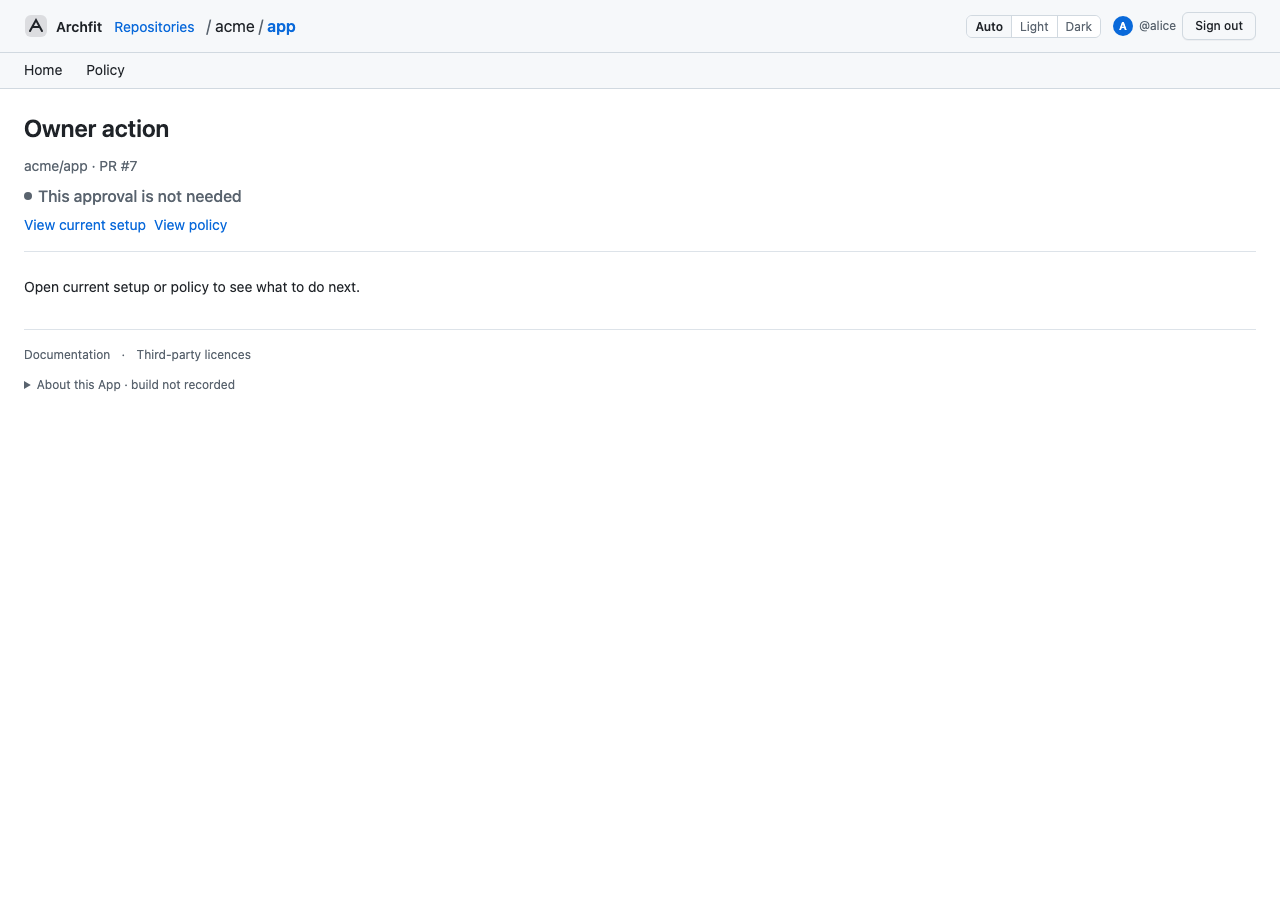 Archfit Repositories / acme / app Auto Light Dark A @alice Sign out
Home Policy
Owner action
acme/app · PR #7
This approval is not needed
View current setup View policy
Open current setup or policy to see what to do next.
Documentation · Third-party licences
About this App · build not recorded